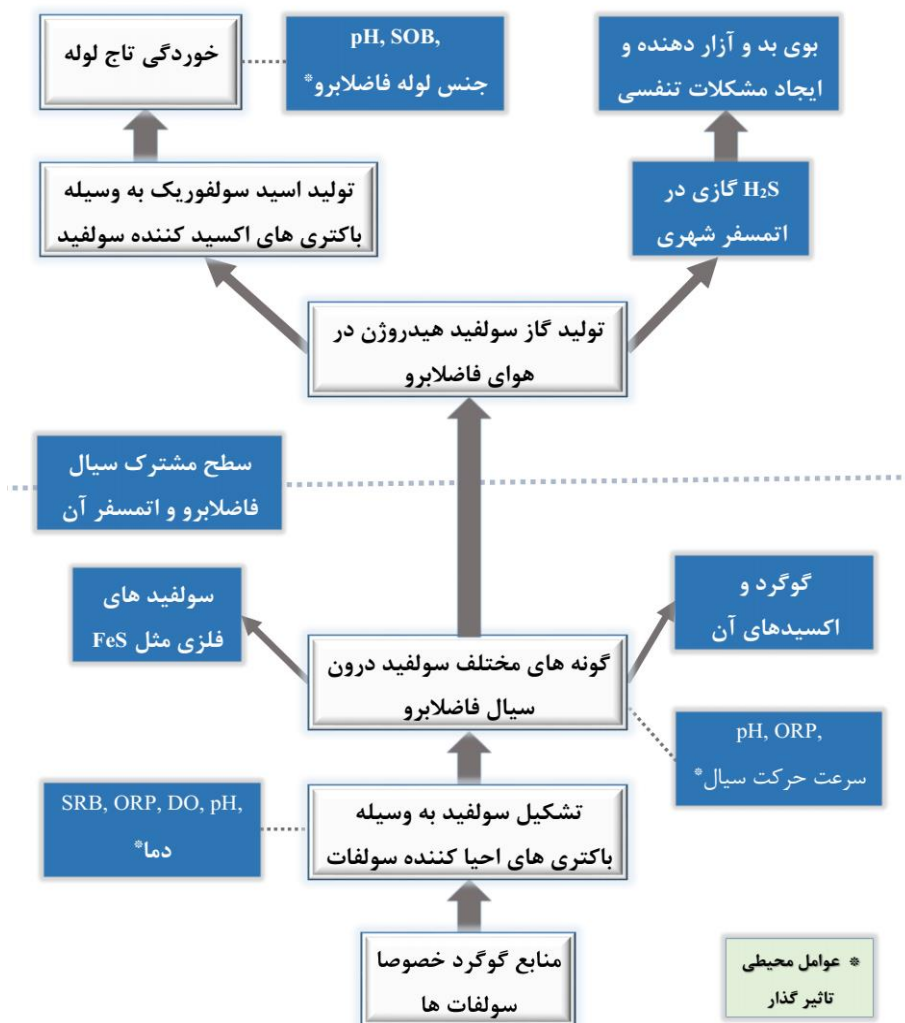 خوردگی تاج لوله
pH, SOB,
جنس لوله فاضلابرو*
بوی بد و آزار دهنده و
ایجاد مشکلات تنفسی
تولید اسید سولفوریک به وسیله
باکتری های اکسید کننده سولفید
H₂S گازی در
اتمسفر شهری
تولید گاز سولفید هیدروژن در
هوای فاضلابرو
سطح مشترک سیال
فاضلابرو و اتمسفر آن
سولفید های
فلزی مثل FeS
گوگرد و
اکسیدهای آن
گونه های مختلف سولفید درون
سیال فاضلابرو
pH, ORP,
سرعت حرکت سیال*
SRB, ORP, DO, pH,
دما*
تشکیل سولفید به وسیله
باکتری های احیا کننده سولفات
منابع گوگرد خصوصا
سولفات ها
* عوامل محیطی
تاثیر گذار